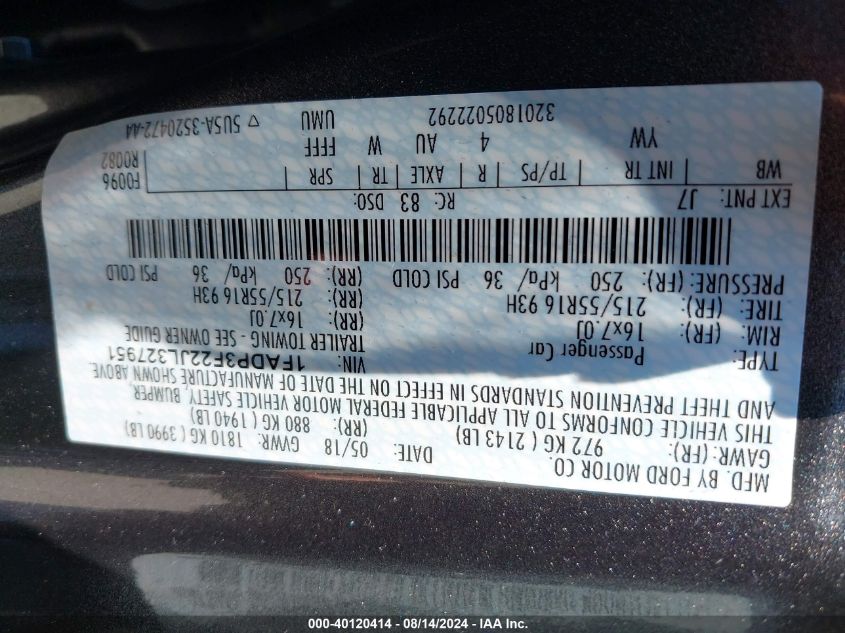 MFD. BY FORD MOTOR CO.
DATE: 05/18 GVWR: 1810 KG ( 3990 LB)
GAWR: (FR): 972 KG ( 2143 LB) (RR): 880 KG ( 1940 LB)
THIS VEHICLE CONFORMS TO ALL APPLICABLE FEDERAL MOTOR VEHICLE SAFETY, BUMPER,
AND THEFT PREVENTION STANDARDS IN EFFECT ON THE DATE OF MANUFACTURE SHOWN ABOVE.
VIN: 1FADP3F22JL327951
TYPE: Passenger Car TRAILER TOWING - SEE OWNER GUIDE
RIM: (FR): 16x7.0J (RR): 16x7.0J
TIRE: (FR): 215/55R16 93H (RR): 215/55R16 93H
PRESSURE: (FR): 250 kPa/ 36 PSI COLD (RR): 250 kPa/ 36 PSI COLD
EXT PNT: J7 RC: 83 DSO: F0096
WB INT TR TP/PS R AXLE TR SPR R0082
YW 4 AU W FFFF
3201805022292 UMU ▽ 5U5A-3520472-AA
000-40120414 - 08/14/2024 - IAA Inc.